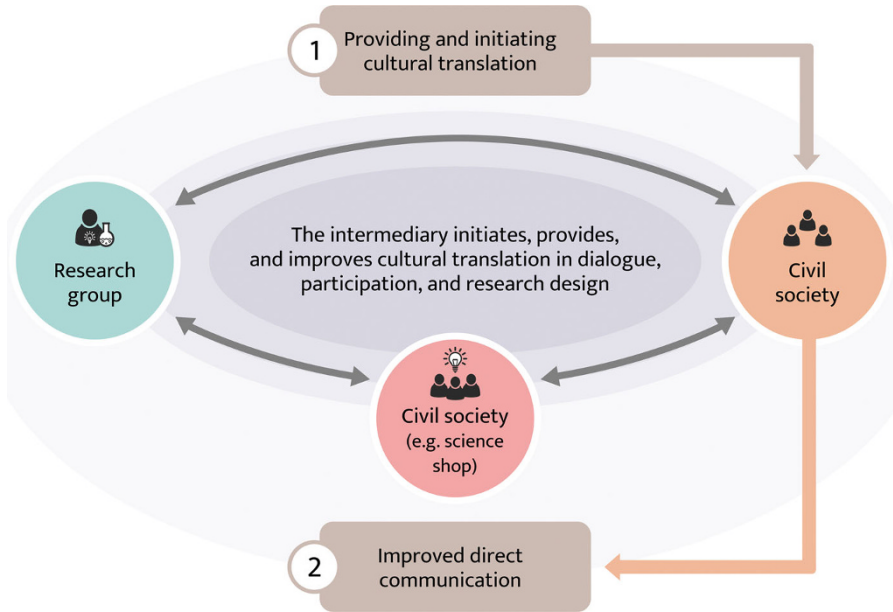 1
Providing and initiating
cultural translation
Research
group
The intermediary initiates, provides,
and improves cultural translation in dialogue,
participation, and research design
Civil
society
Civil society
(e.g. science
shop)
2
Improved direct
communication